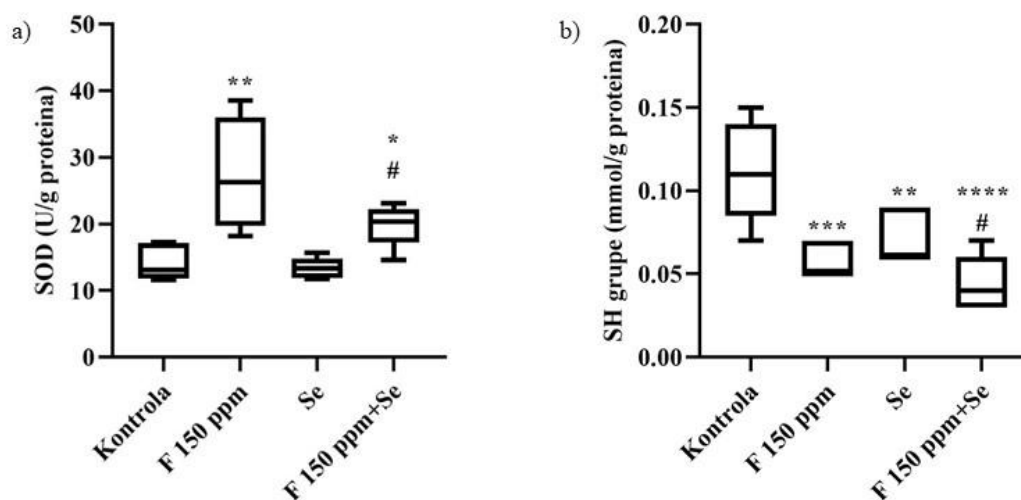 a)
SOD (U/g proteina)
50
40
30
20
10
0
**
*
#
Kontrola
F 150 ppm
Se
F 150 ppm+Se
b)
SH grupe (mmol/g proteina)
0.20
0.15
0.10
0.05
0.00
***
**
****
#
Kontrola
F 150 ppm
Se
F 150 ppm+Se